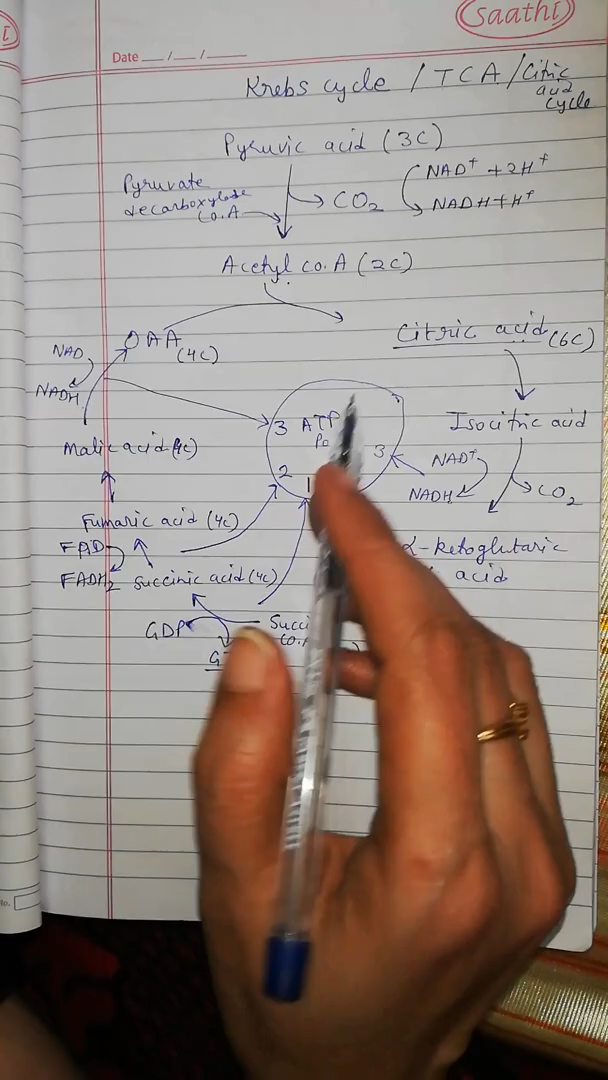 saathi
Date
Krebs cycle / TCA / Citric
acid
cycle
Pyruvic acid (3C)
Pyruvate
decarboxylase
Co.A
CO2
NAD+ + 2H+
NADH + H+
Acetyl co.A (2C)
OAA (4C)
Citric acid (6C)
NAD
NADH
3 ATP
Isocitric acid
Malic acid (4C)
3
NAD+
NADH
CO2
2
1
Fumaric acid (4C)
α-ketoglutaric
acid
FAD
FADH2
Succinic acid (4C)
GDP